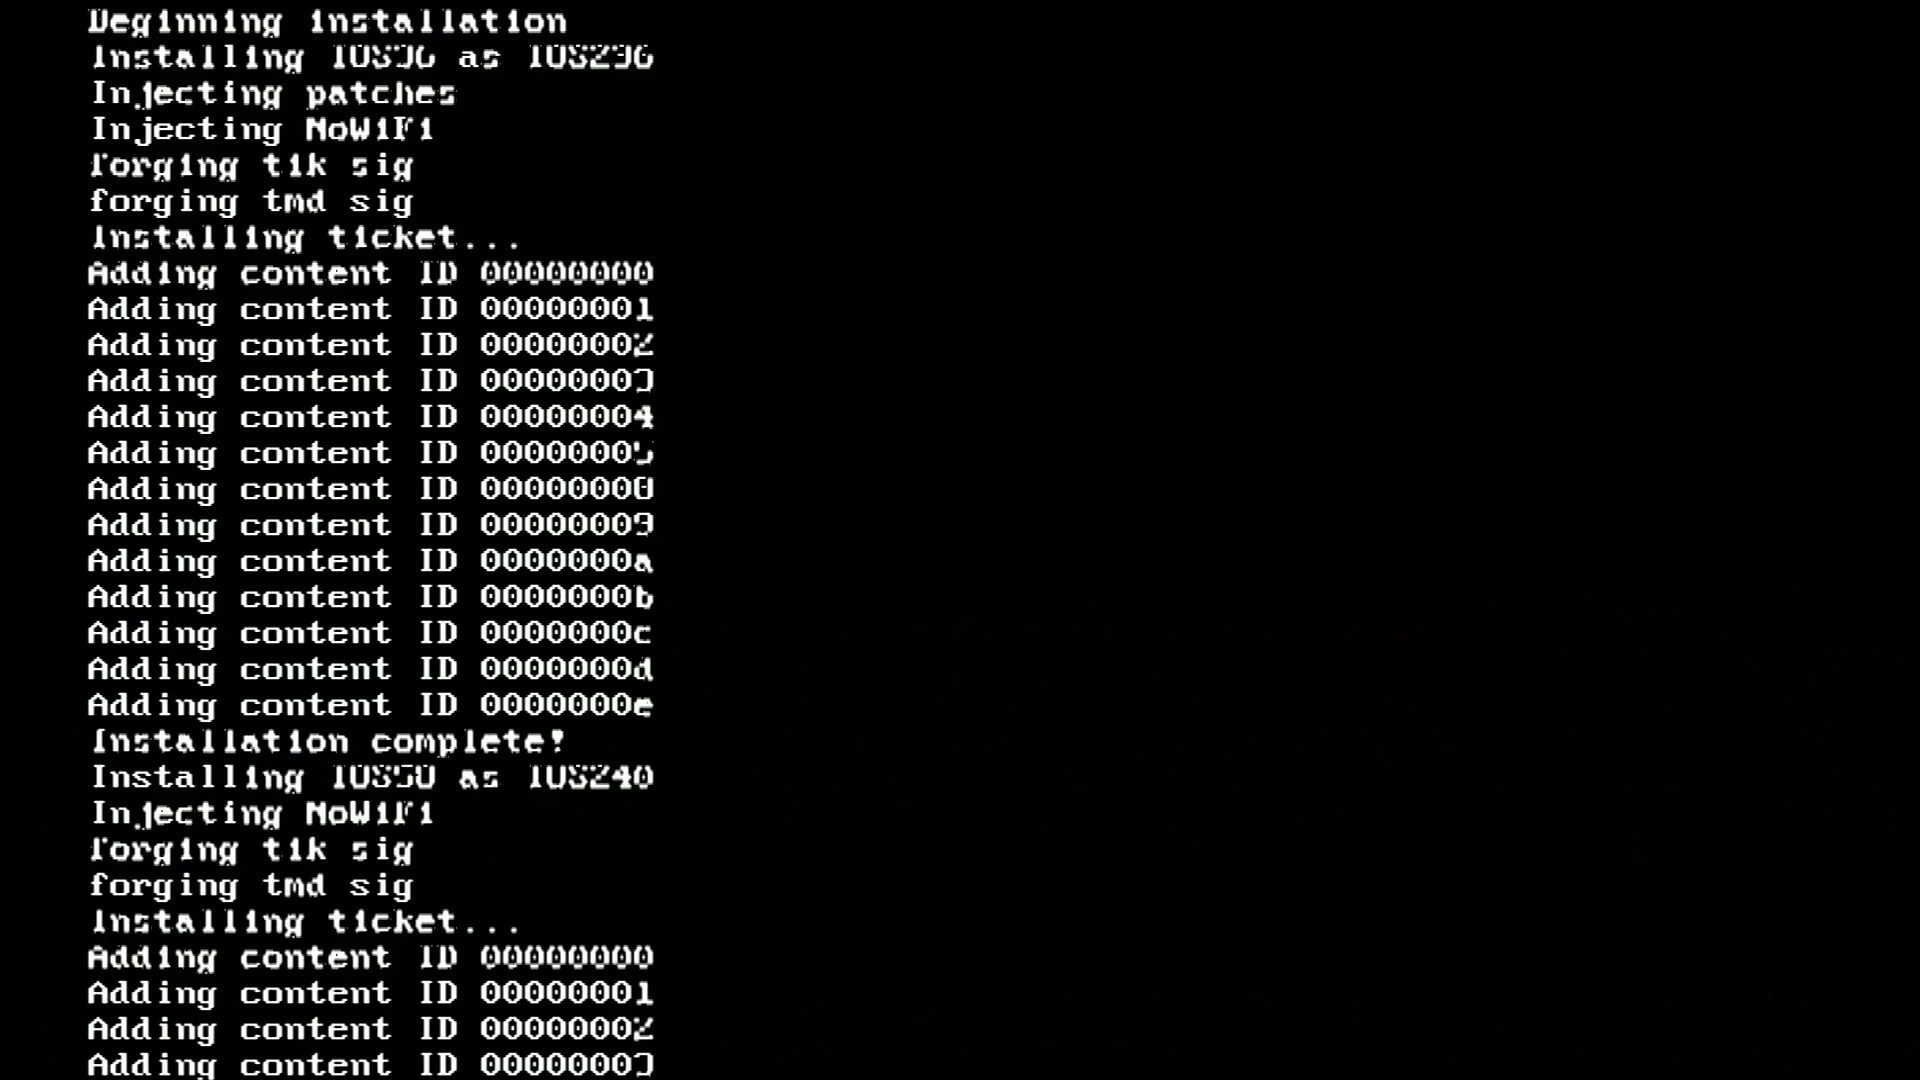 Beginning installation
Installing IOS36 as IOS236
Injecting patches
Injecting NoWiFi
forging tik sig
forging tmd sig
Installing ticket...
Adding content ID 00000000
Adding content ID 00000001
Adding content ID 00000002
Adding content ID 00000003
Adding content ID 00000004
Adding content ID 00000005
Adding content ID 00000008
Adding content ID 00000009
Adding content ID 0000000a
Adding content ID 0000000b
Adding content ID 0000000c
Adding content ID 0000000d
Adding content ID 0000000e
Installation complete!
Installing IOS58 as IOS240
Injecting NoWiFi
forging tik sig
forging tmd sig
Installing ticket...
Adding content ID 00000000
Adding content ID 00000001
Adding content ID 00000002
Adding content ID 00000003